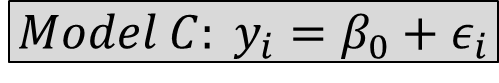 Model C: yᵢ = β₀ + ϵᵢ